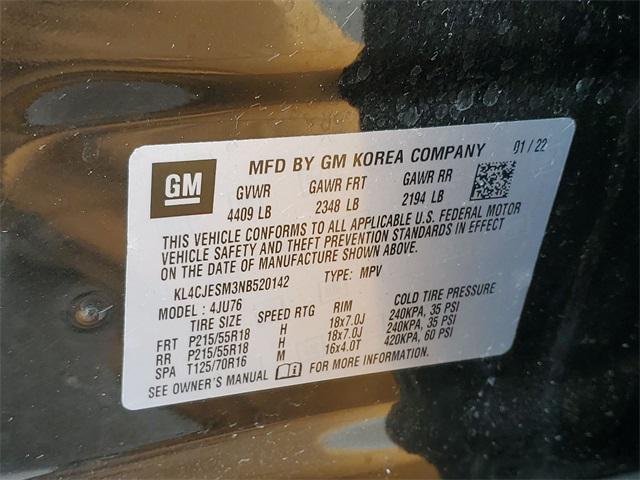 GM
MFD BY GM KOREA COMPANY 01/22
GVWR GAWR FRT GAWR RR
4409 LB 2348 LB 2194 LB
THIS VEHICLE CONFORMS TO ALL APPLICABLE U.S. FEDERAL MOTOR
VEHICLE SAFETY AND THEFT PREVENTION STANDARDS IN EFFECT
ON THE DATE OF MANUFACTURE SHOWN ABOVE.
KL4CJESM3NB520142 TYPE: MPV
MODEL: 4JU76
TIRE SIZE SPEED RTG RIM COLD TIRE PRESSURE
FRT P215/55R18 H 18x7.0J 240KPA, 35 PSI
RR P215/55R18 H 18x7.0J 240KPA, 35 PSI
SPA T125/70R16 M 16x4.0T 420KPA, 60 PSI
SEE OWNER'S MANUAL FOR MORE INFORMATION.